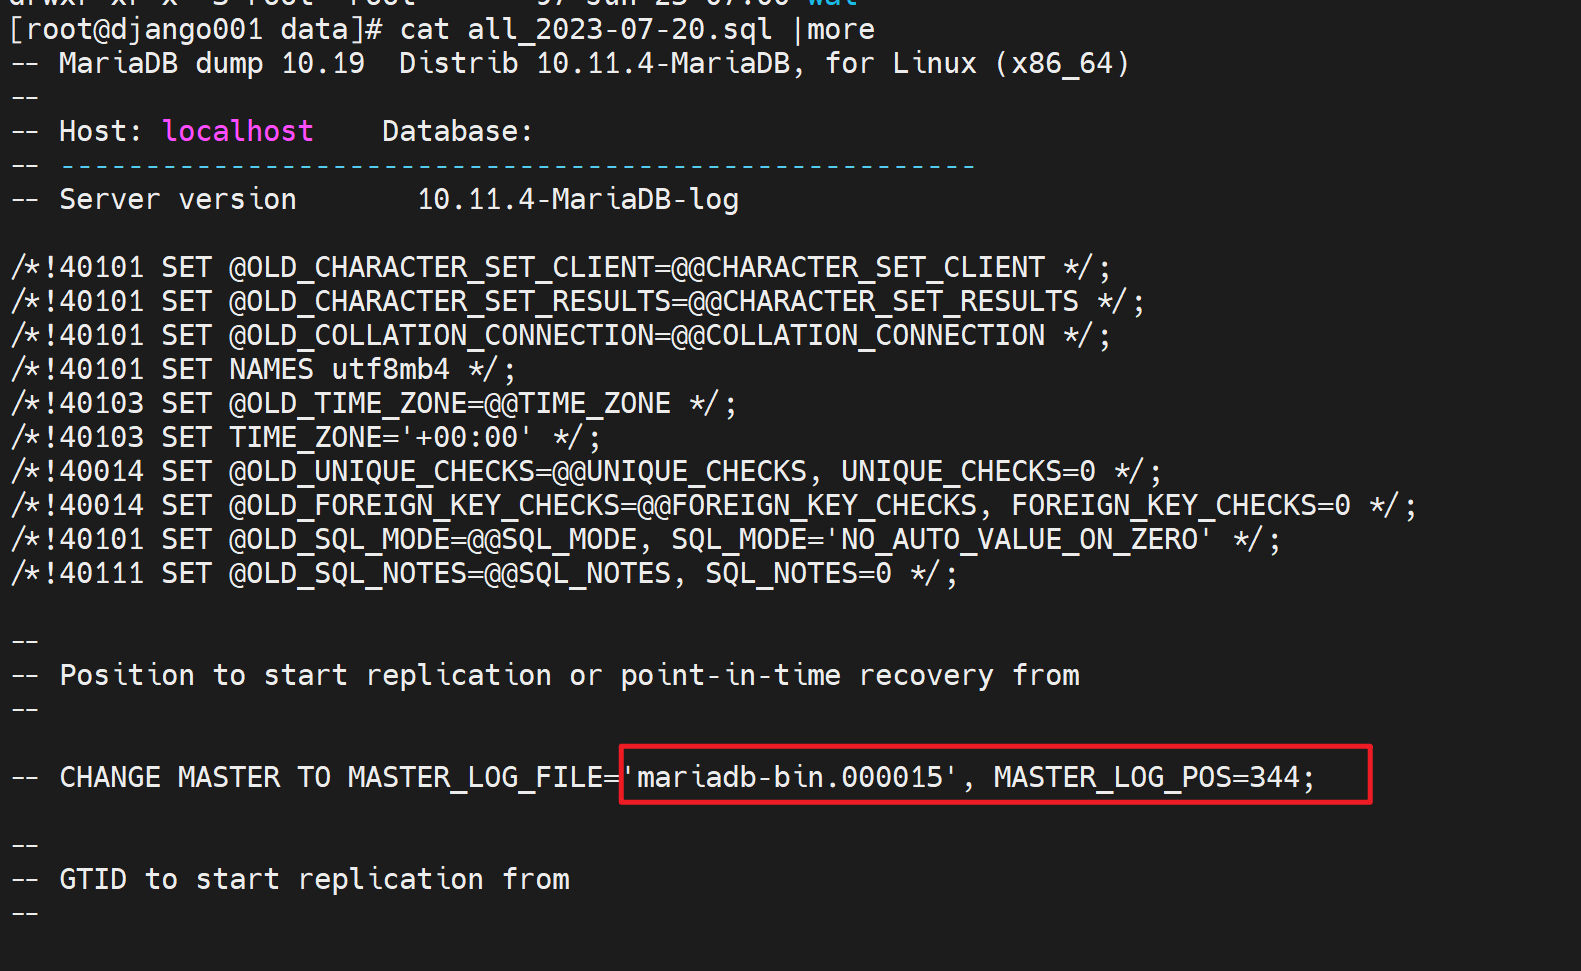 [root@django001 data]# cat all_2023-07-20.sql |more
-- MariaDB dump 10.19  Distrib 10.11.4-MariaDB, for Linux (x86_64)
--
-- Host: localhost    Database:
-- ------------------------------------------------------
-- Server version       10.11.4-MariaDB-log
/*!40101 SET @OLD_CHARACTER_SET_CLIENT=@@CHARACTER_SET_CLIENT */;
/*!40101 SET @OLD_CHARACTER_SET_RESULTS=@@CHARACTER_SET_RESULTS */;
/*!40101 SET @OLD_COLLATION_CONNECTION=@@COLLATION_CONNECTION */;
/*!40101 SET NAMES utf8mb4 */;
/*!40103 SET @OLD_TIME_ZONE=@@TIME_ZONE */;
/*!40103 SET TIME_ZONE='+00:00' */;
/*!40014 SET @OLD_UNIQUE_CHECKS=@@UNIQUE_CHECKS, UNIQUE_CHECKS=0 */;
/*!40014 SET @OLD_FOREIGN_KEY_CHECKS=@@FOREIGN_KEY_CHECKS, FOREIGN_KEY_CHECKS=0 */;
/*!40101 SET @OLD_SQL_MODE=@@SQL_MODE, SQL_MODE='NO_AUTO_VALUE_ON_ZERO' */;
/*!40111 SET @OLD_SQL_NOTES=@@SQL_NOTES, SQL_NOTES=0 */;
--
-- Position to start replication or point-in-time recovery from
--
-- CHANGE MASTER TO MASTER_LOG_FILE='mariadb-bin.000015', MASTER_LOG_POS=344;
--
-- GTID to start replication from
--